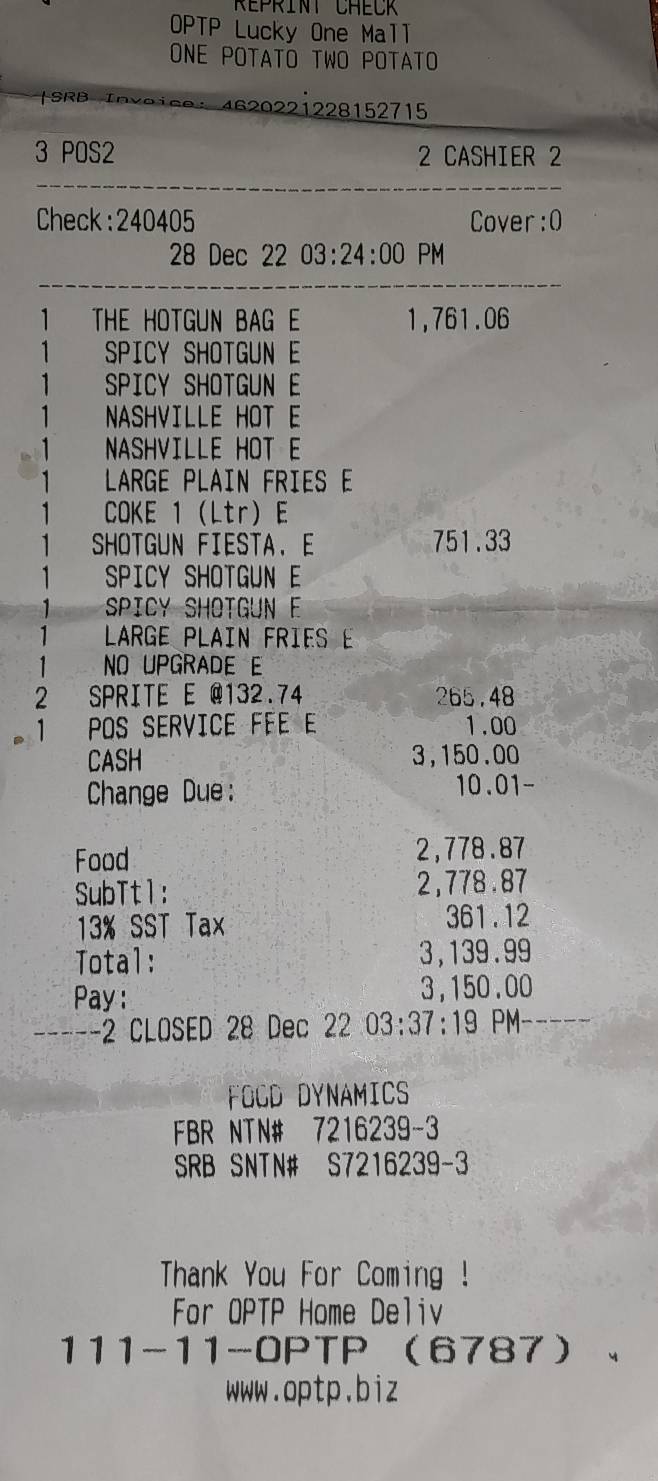 REPRINT CHECK
OPTP Lucky One Mall
ONE POTATO TWO POTATO
SRB Invoice: 4620221228152715
3 POS2 2 CASHIER 2
Check:240405 Cover:0
28 Dec 22 03:24:00 PM
1 THE HOTGUN BAG E 1,761.06
1 SPICY SHOTGUN E
1 SPICY SHOTGUN E
1 NASHVILLE HOT E
1 NASHVILLE HOT E
1 LARGE PLAIN FRIES E
1 COKE 1 (Ltr) E
1 SHOTGUN FIESTA. E 751.33
1 SPICY SHOTGUN E
1 SPICY SHOTGUN E
1 LARGE PLAIN FRIES E
1 NO UPGRADE E
2 SPRITE E @132.74 265.48
1 POS SERVICE FEE E 1.00
CASH 3,150.00
Change Due: 10.01-
Food 2,778.87
SubTtl: 2,778.87
13% SST Tax 361.12
Total: 3,139.99
Pay: 3,150.00
-----2 CLOSED 28 Dec 22 03:37:19 PM-----
FOOD DYNAMICS
FBR NTN# 7216239-3
SRB SNTN# S7216239-3
Thank You For Coming !
For OPTP Home Deliv
111-11-OPTP (6787)
www.optp.biz